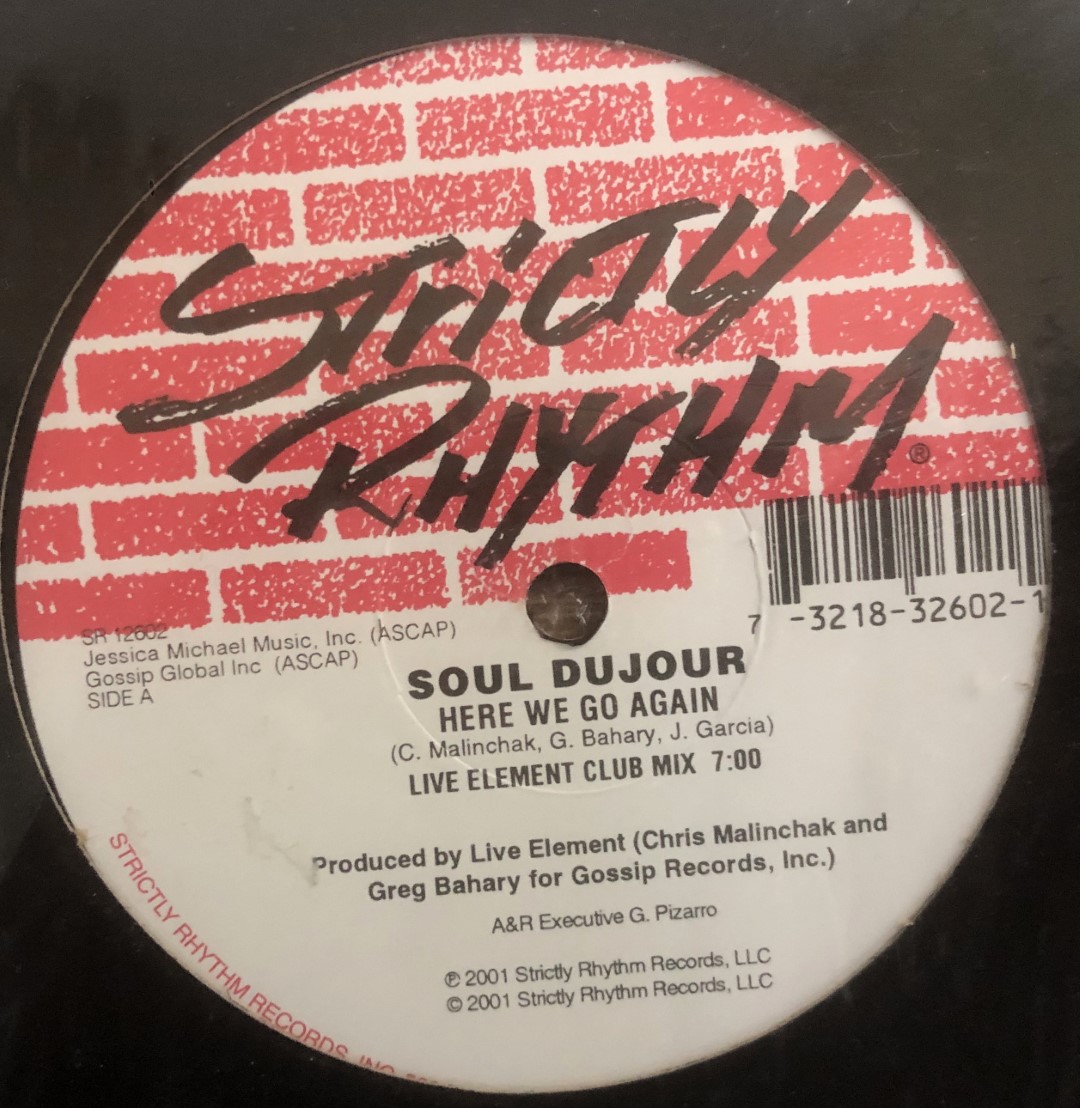 STRICTLY
RHYTHM®
7 -3218-32602-1
SR 12602
Jessica Michael Music, Inc. (ASCAP)
Gossip Global Inc (ASCAP)
SIDE A
SOUL DUJOUR
HERE WE GO AGAIN
(C. Malinchak, G. Bahary, J. Garcia)
LIVE ELEMENT CLUB MIX 7:00
Produced by Live Element (Chris Malinchak and
Greg Bahary for Gossip Records, Inc.)
A&R Executive G. Pizarro
℗ 2001 Strictly Rhythm Records, LLC
© 2001 Strictly Rhythm Records, LLC
STRICTLY RHYTHM RECORDS, INC.